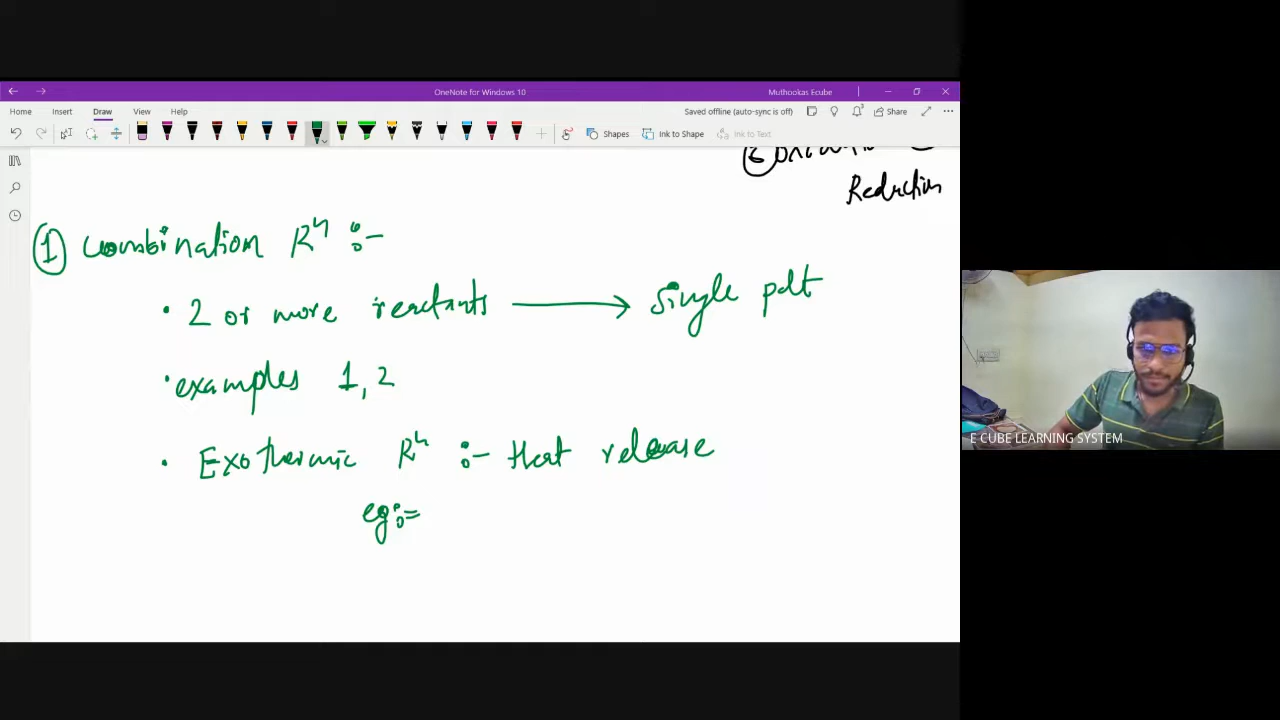 OneNote for Windows 10
Muthookas Ecube
Home Insert Draw View Help
Saved offline (auto-sync is off)
Share
Shapes
Ink to Shape
Ink to Text
Reduction
① Combination Rⁿ :-
• 2 or more reactants ⟶ single pdt
• examples 1, 2
• Exothermic Rⁿ :- Heat release
eg:=
E CUBE LEARNING SYSTEM